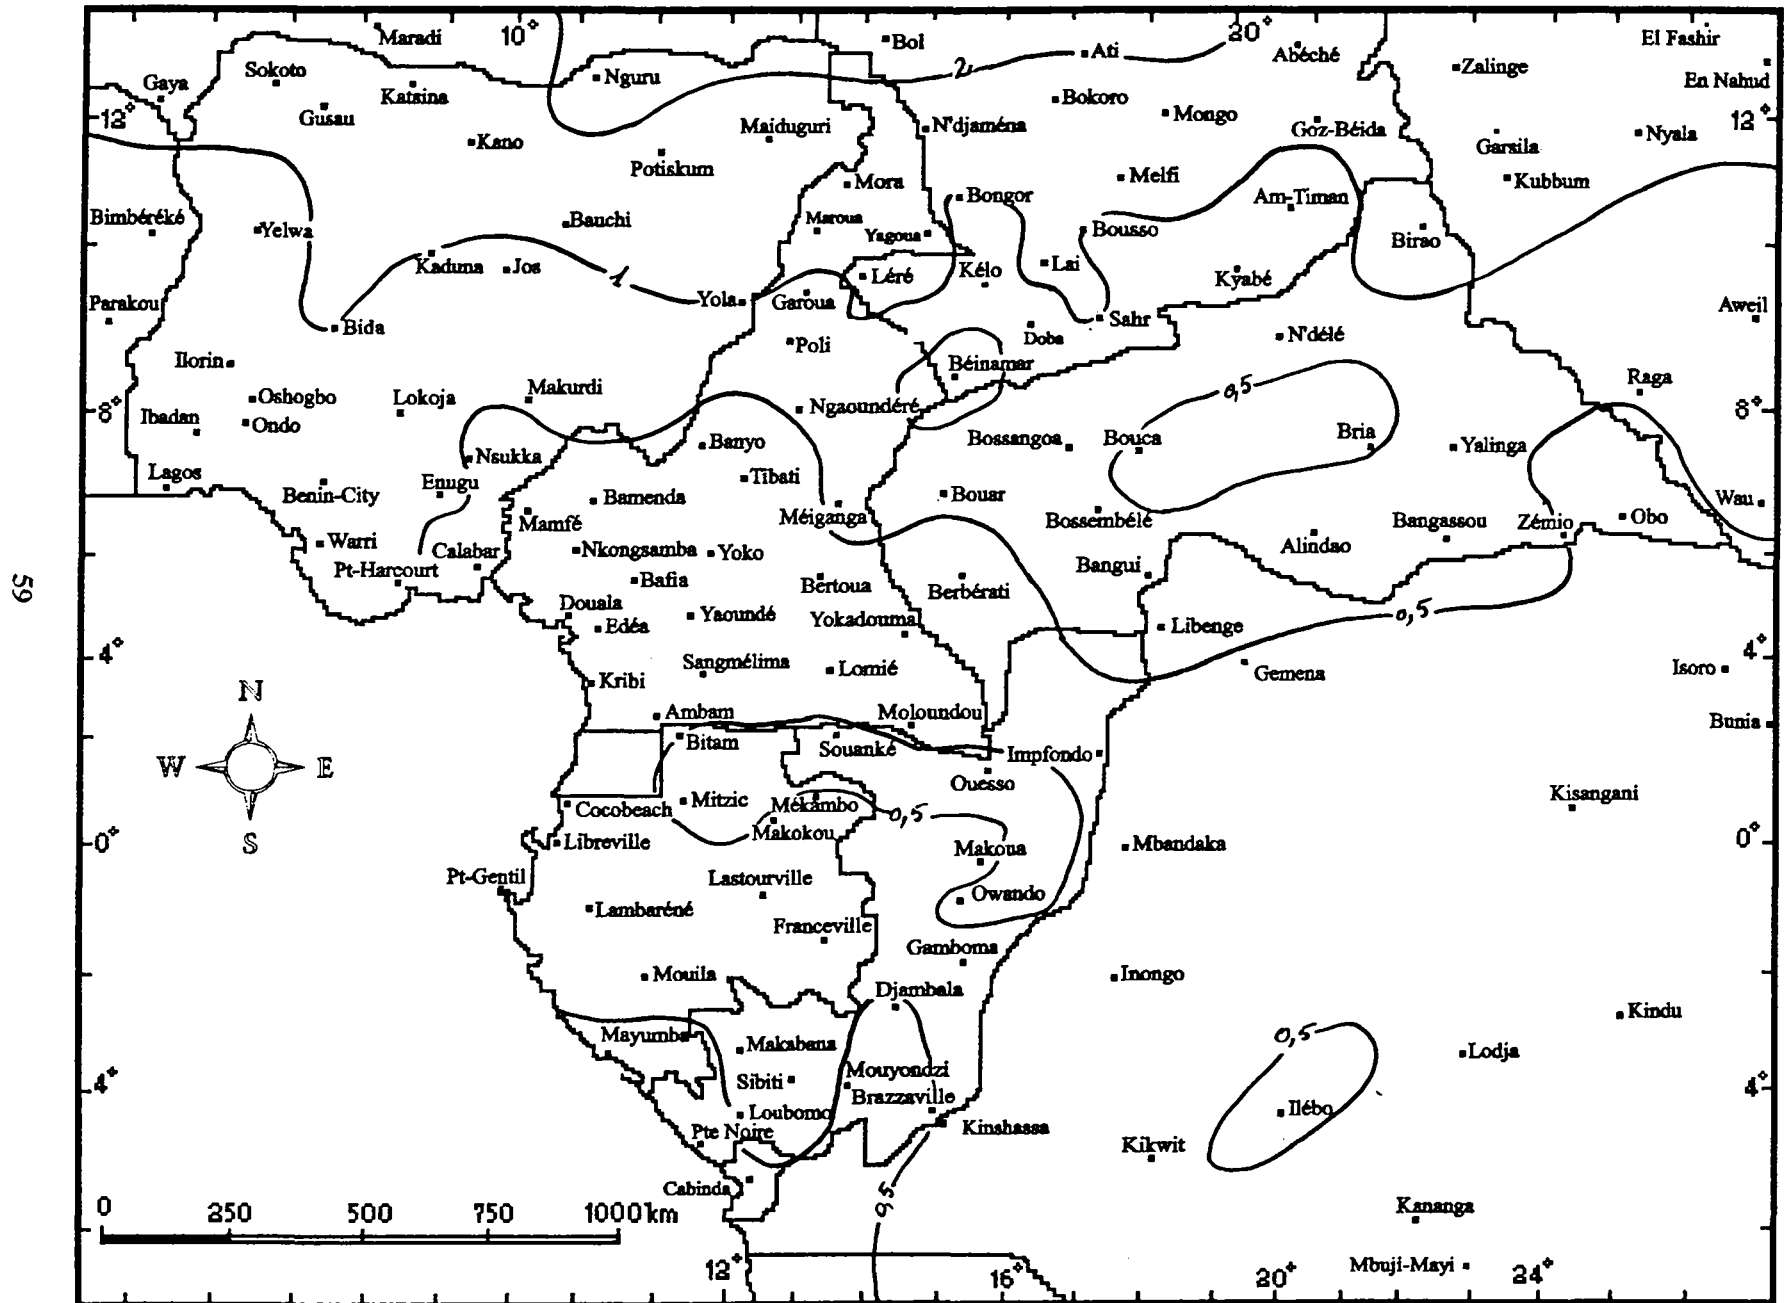 10°
20°
Maradi
Bol
Ati
Abéché
El Fashir
Gaya
Sokoto
Nguru
2
Zalinge
En Nahud
Katsina
Bokoro
12°
Gusau
Mongo
12°
Maiduguri
N'djaména
Goz-Béida
Nyala
Kano
Garsila
Potiskum
Melfi
Mora
Kubbum
Bongor
Am-Timan
Bimbéréké
Yelwa
Bauchi
Maroua
Yagoua
Bousso
Birao
Kaduna
Jos
1
Léré
Kélo
Lai
Kyabé
Parakou
Yola
Garoua
Aweil
Bida
Sahr
Doba
N'délé
Poli
Ilorin
Béinamar
Raga
Makurdi
0,5
Oshogbo
Lokoja
8°
Ibadan
Ondo
Ngaoundéré
8°
Banyo
Bossangoa
Bouca
Bria
Yalinga
Nsukka
Lagos
Tibati
Benin-City
Enugu
Bamenda
Bouar
Wau
Mamfé
Méiganga
Bossembélé
Bangassou
Zémio
Obo
Warri
Calabar
Nkongsamba
Yoko
Alindao
Pt-Harcourt
Bafia
Bertoua
Berbérati
Bangui
59
Douala
Edéa
Yaoundé
Yokadouma
Libenge
0,5
4°
Sangmélima
Lomié
Gemena
Isoro
4°
Kribi
N
Ambam
Moloundou
Bunia
Bitam
Souanké
Impfondo
W
E
Ouesso
Cocobeach
Mitzic
Mékambo
Kisangani
S
0°
Libreville
Makokou
0,5
Makoua
Mbandaka
0°
Pt-Gentil
Lastourville
Owando
Lambaréné
Franceville
Gamboma
Mouila
Inongo
Djambala
Kindu
Mayumba
Makabana
0,5
Lodja
Sibiti
Mouyondzi
4°
Brazzaville
4°
Loubomo
Ilébo
Pte Noire
Kinshassa
Kikwit
Cabinda
0,5
0
250
500
750
1000 km
Kananga
12°
16°
20°
24°
Mbuji-Mayi